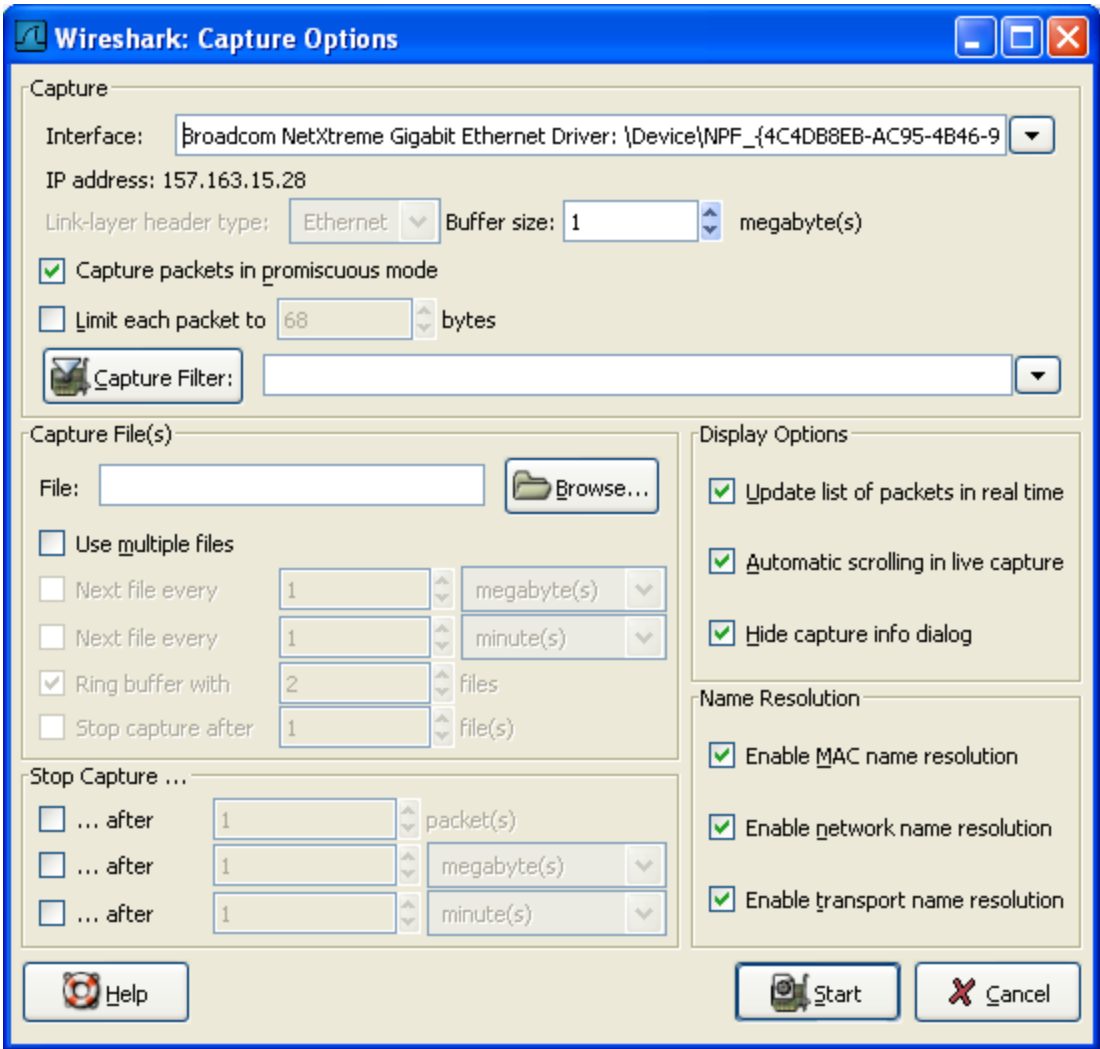 Wireshark: Capture Options
Capture
Interface: Broadcom NetXtreme Gigabit Ethernet Driver: \Device\NPF_{4C4DB8EB-AC95-4B46-9
IP address: 157.163.15.28
Link-layer header type: Ethernet Buffer size: 1 megabyte(s)
Capture packets in promiscuous mode
Limit each packet to 68 bytes
Capture Filter:
Capture File(s)
File: Browse...
Use multiple files
Next file every 1 megabyte(s)
Next file every 1 minute(s)
Ring buffer with 2 files
Stop capture after 1 file(s)
Stop Capture ...
... after 1 packet(s)
... after 1 megabyte(s)
... after 1 minute(s)
Display Options
Update list of packets in real time
Automatic scrolling in live capture
Hide capture info dialog
Name Resolution
Enable MAC name resolution
Enable network name resolution
Enable transport name resolution
Help Start Cancel